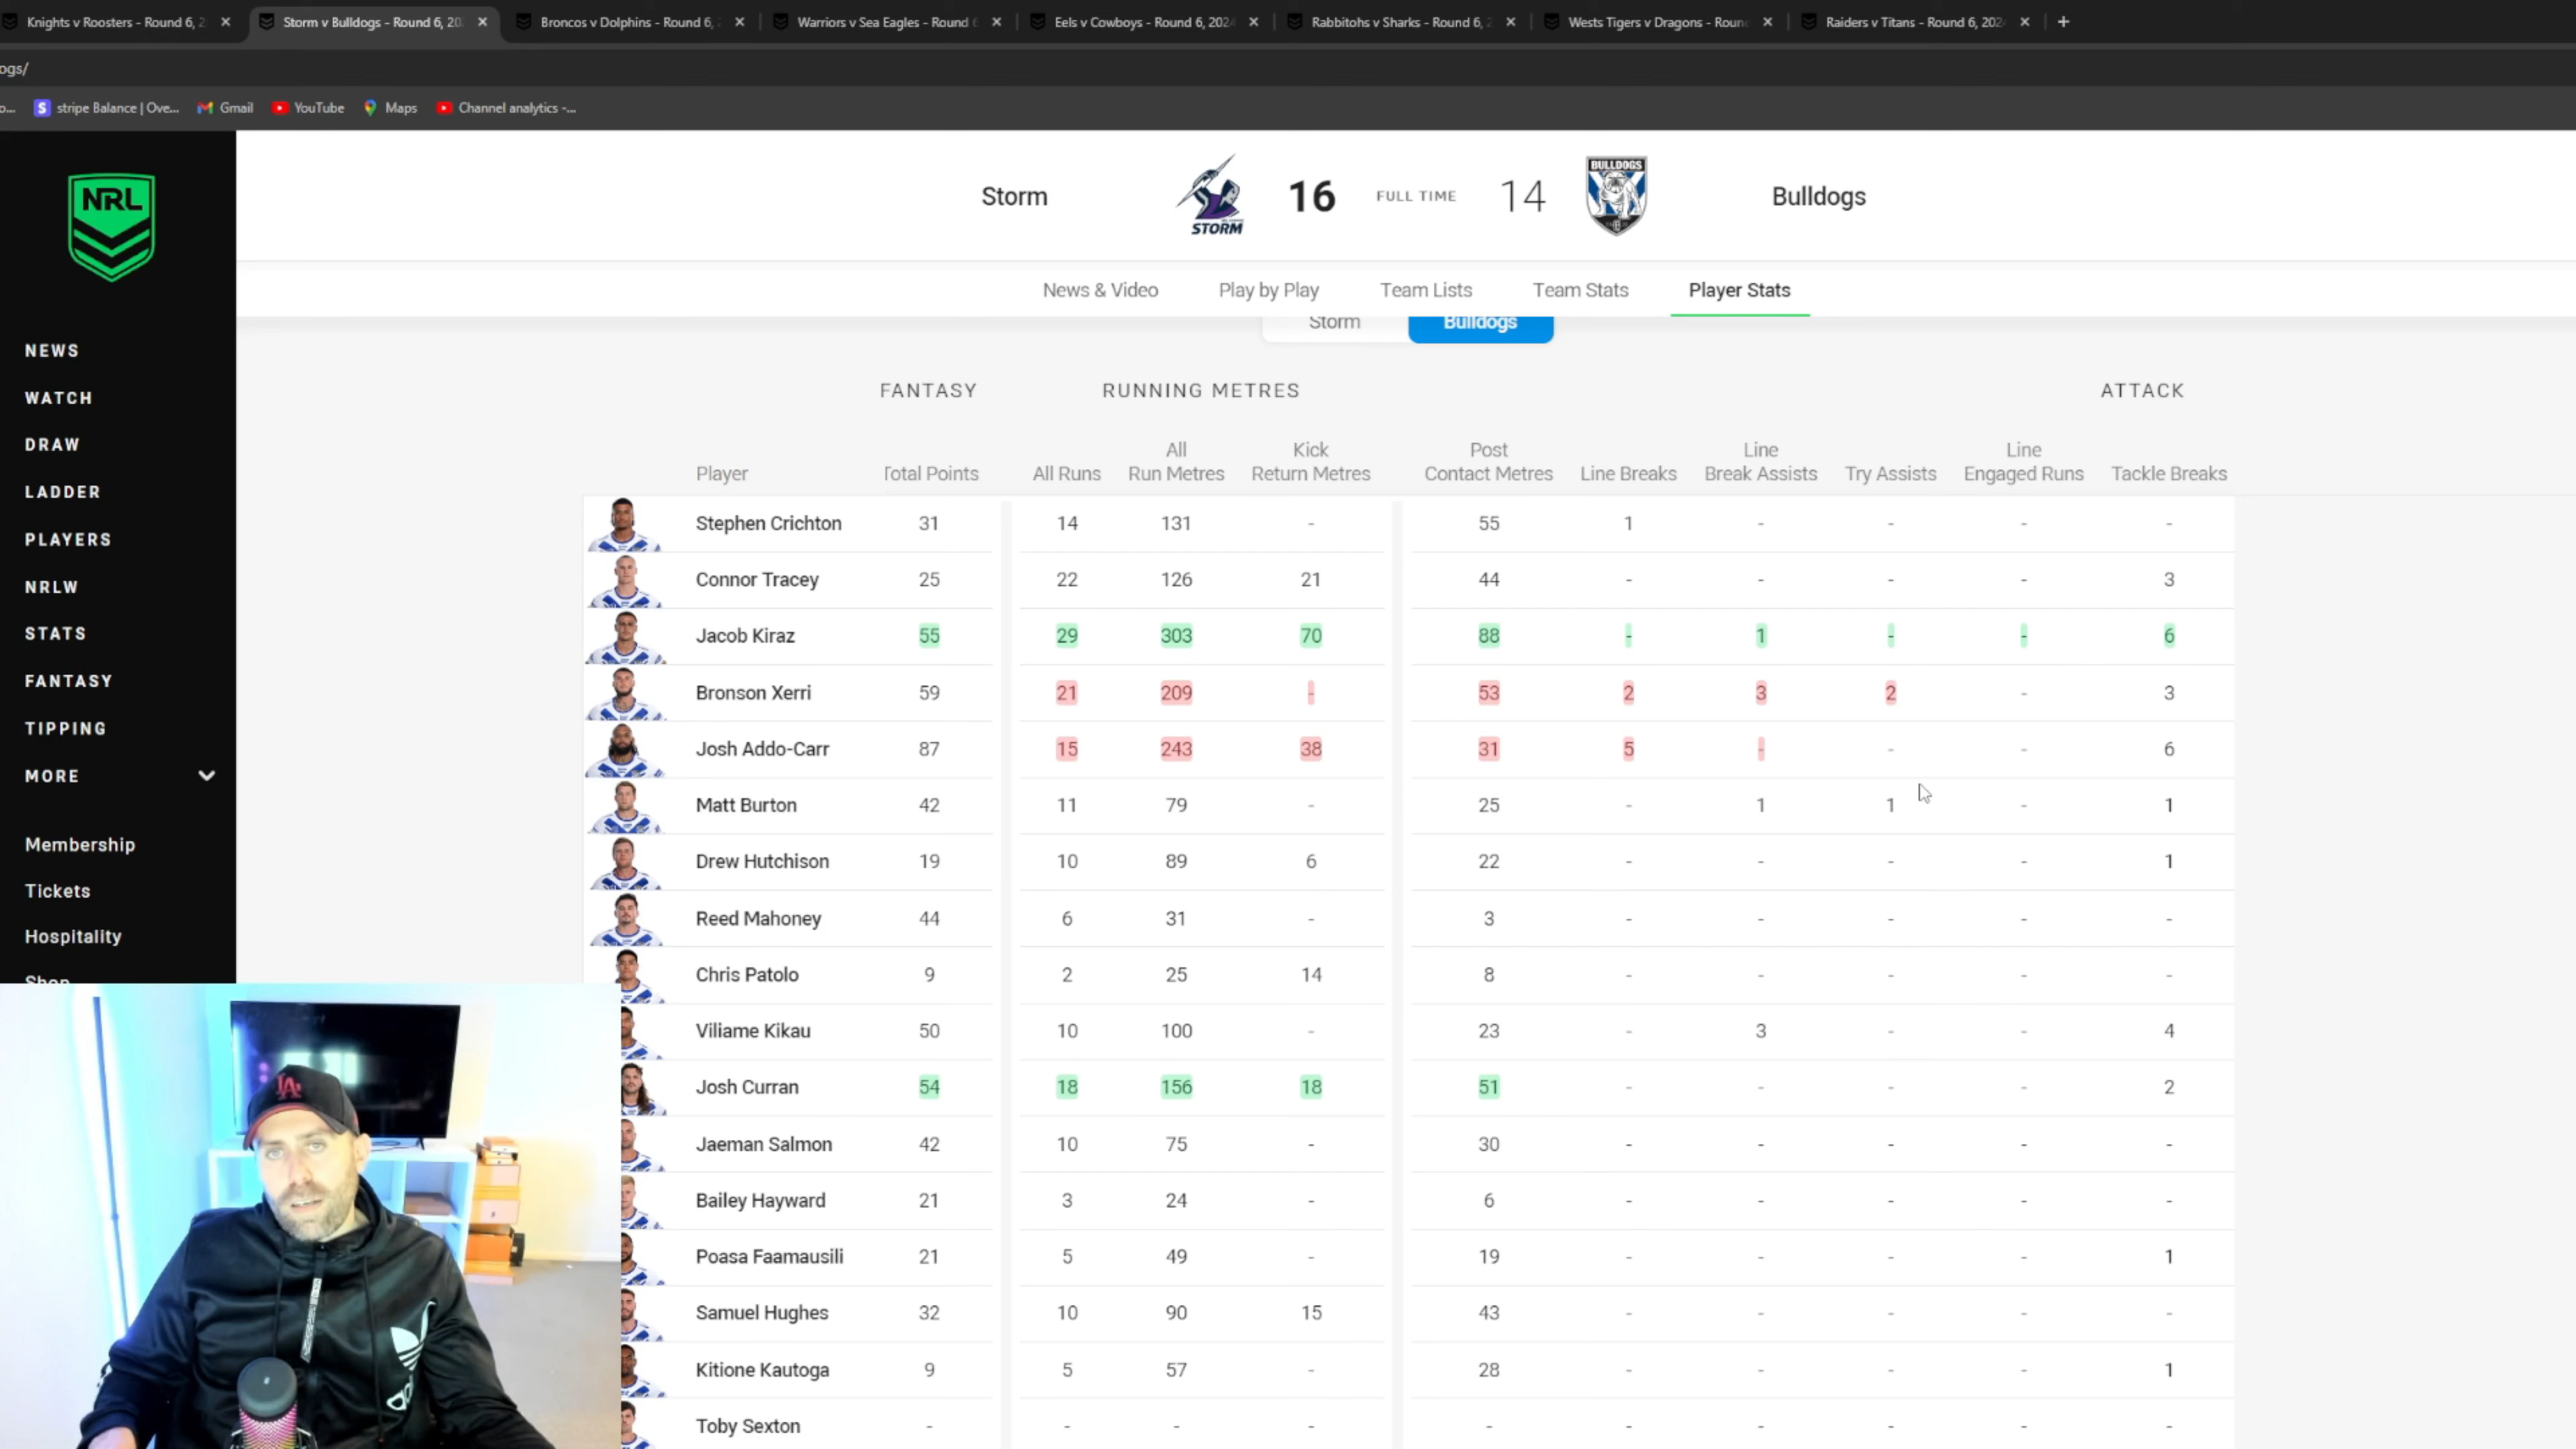 Knights v Roosters - Round 6, 2
Storm v Bulldogs - Round 6, 20
Broncos v Dolphins - Round 6,
Warriors v Sea Eagles - Round 6
Eels v Cowboys - Round 6, 2024
Rabbitohs v Sharks - Round 6, 2
Wests Tigers v Dragons - Roun
Raiders v Titans - Round 6, 202
ogs/
o... stripe Balance | Ove... Gmail YouTube Maps Channel analytics -...
NRL
NEWS
WATCH
DRAW
LADDER
PLAYERS
NRLW
STATS
FANTASY
TIPPING
MORE
Membership
Tickets
Hospitality
Shop
Storm STORM 16 FULL TIME 14 BULLDOGS Bulldogs
News & Video Play by Play Team Lists Team Stats Player Stats
Storm Bulldogs
FANTASY RUNNING METRES ATTACK
Player Total Points All Runs All Run Metres Kick Return Metres Post Contact Metres Line Breaks Line Break Assists Try Assists Line Engaged Runs Tackle Breaks
Stephen Crichton 31 14 131 - 55 1 - - - -
Connor Tracey 25 22 126 21 44 - - - - 3
Jacob Kiraz 55 29 303 70 88 - 1 - - 6
Bronson Xerri 59 21 209 - 53 2 3 2 - 3
Josh Addo-Carr 87 15 243 38 31 5 - - - 6
Matt Burton 42 11 79 - 25 - 1 1 - 1
Drew Hutchison 19 10 89 6 22 - - - - 1
Reed Mahoney 44 6 31 - 3 - - - - -
Chris Patolo 9 2 25 14 8 - - - - -
Viliame Kikau 50 10 100 - 23 - 3 - - 4
Josh Curran 54 18 156 18 51 - - - - 2
Jaeman Salmon 42 10 75 - 30 - - - - -
Bailey Hayward 21 3 24 - 6 - - - - -
Poasa Faamausili 21 5 49 - 19 - - - - 1
Samuel Hughes 32 10 90 15 43 - - - - -
Kitione Kautoga 9 5 57 - 28 - - - - 1
Toby Sexton - - - - - - - - - -
LA